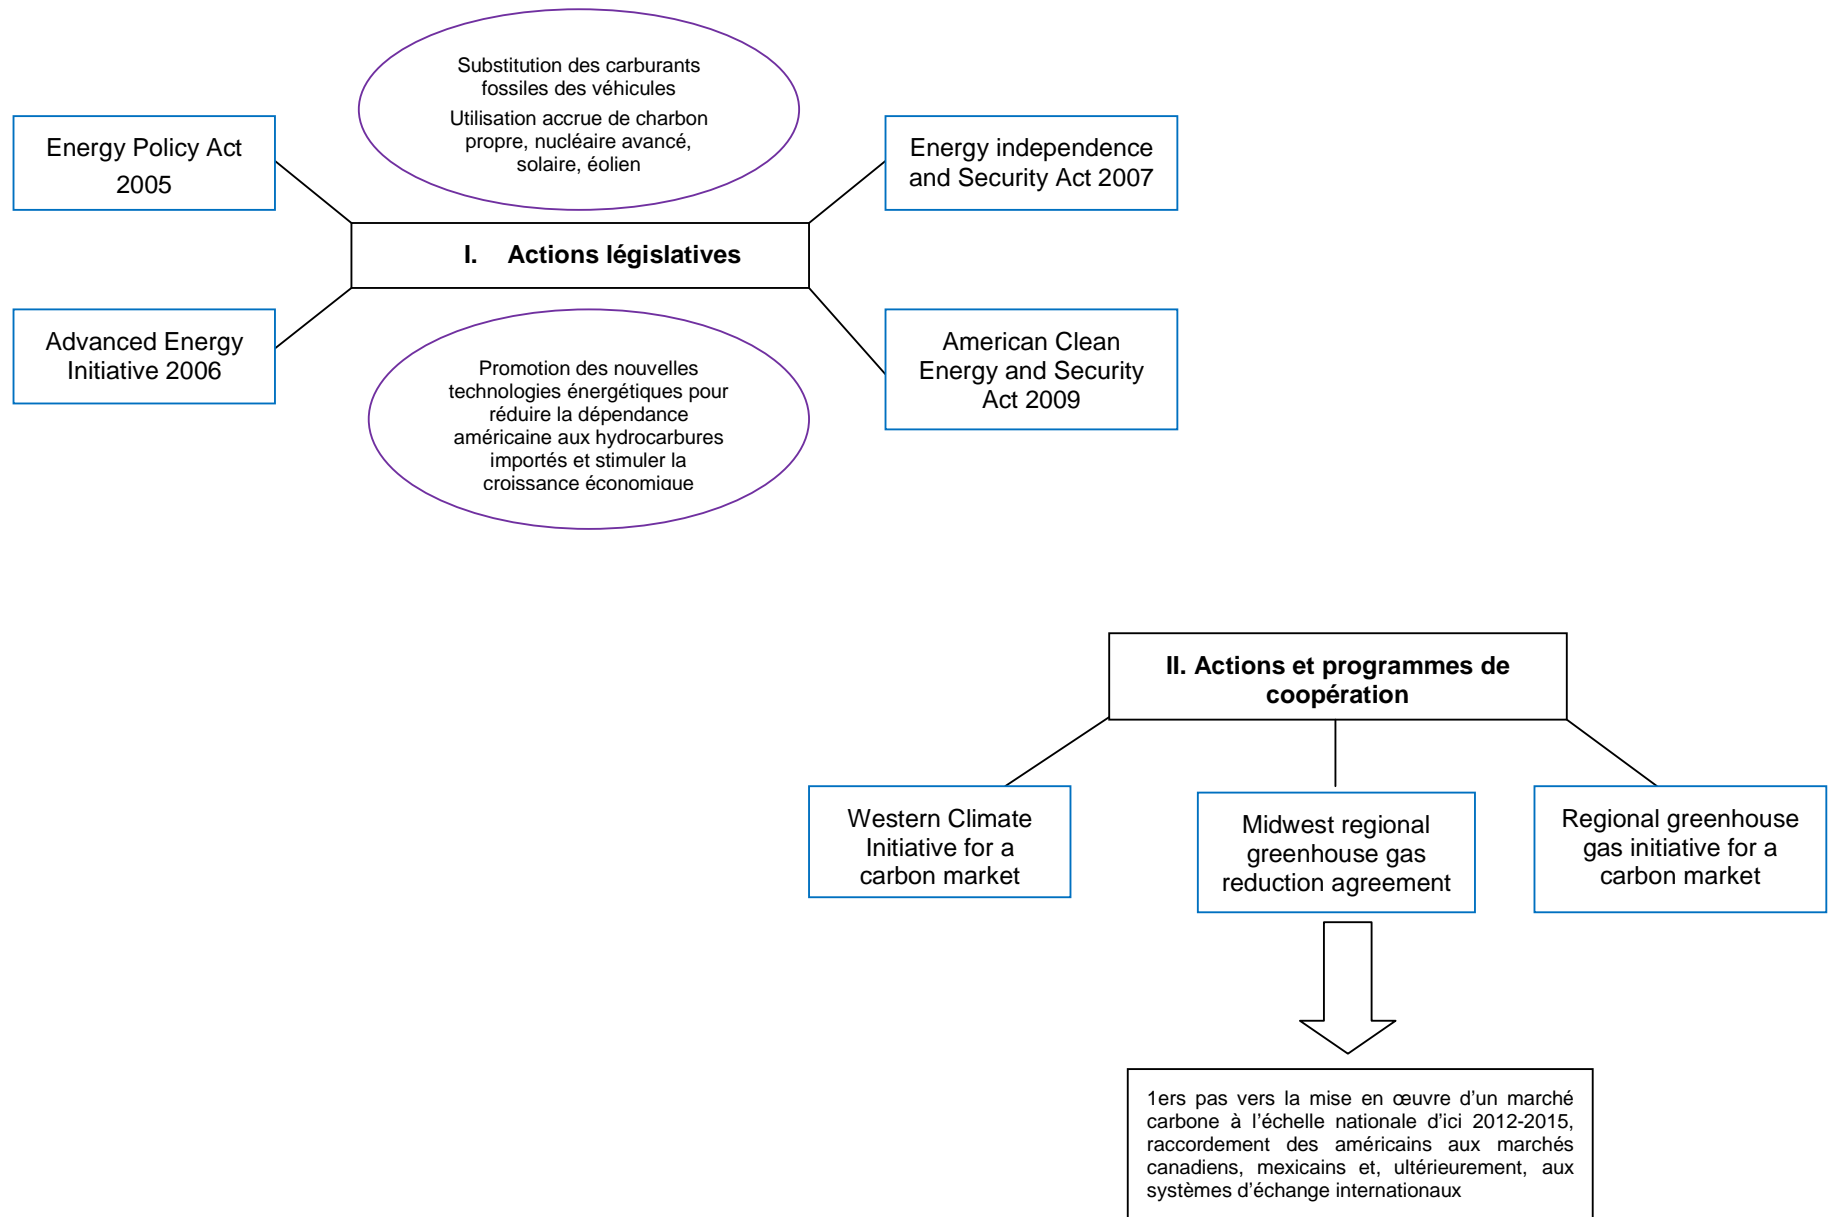 Substitution des carburants
fossiles des véhicules
Utilisation accrue de charbon
propre, nucléaire avancé,
solaire, éolien
Energy Policy Act
2005
Energy independence
and Security Act 2007
I. Actions législatives
Advanced Energy
Initiative 2006
Promotion des nouvelles
technologies énergétiques pour
réduire la dépendance
américaine aux hydrocarbures
importés et stimuler la
croissance économique
American Clean
Energy and Security
Act 2009
II. Actions et programmes de
coopération
Western Climate
Initiative for a
carbon market
Midwest regional
greenhouse gas
reduction agreement
Regional greenhouse
gas initiative for a
carbon market
1ers pas vers la mise en œuvre d’un marché
carbone à l’échelle nationale d’ici 2012-2015,
raccordement des américains aux marchés
canadiens, mexicains et, ultérieurement, aux
systèmes d’échange internationaux